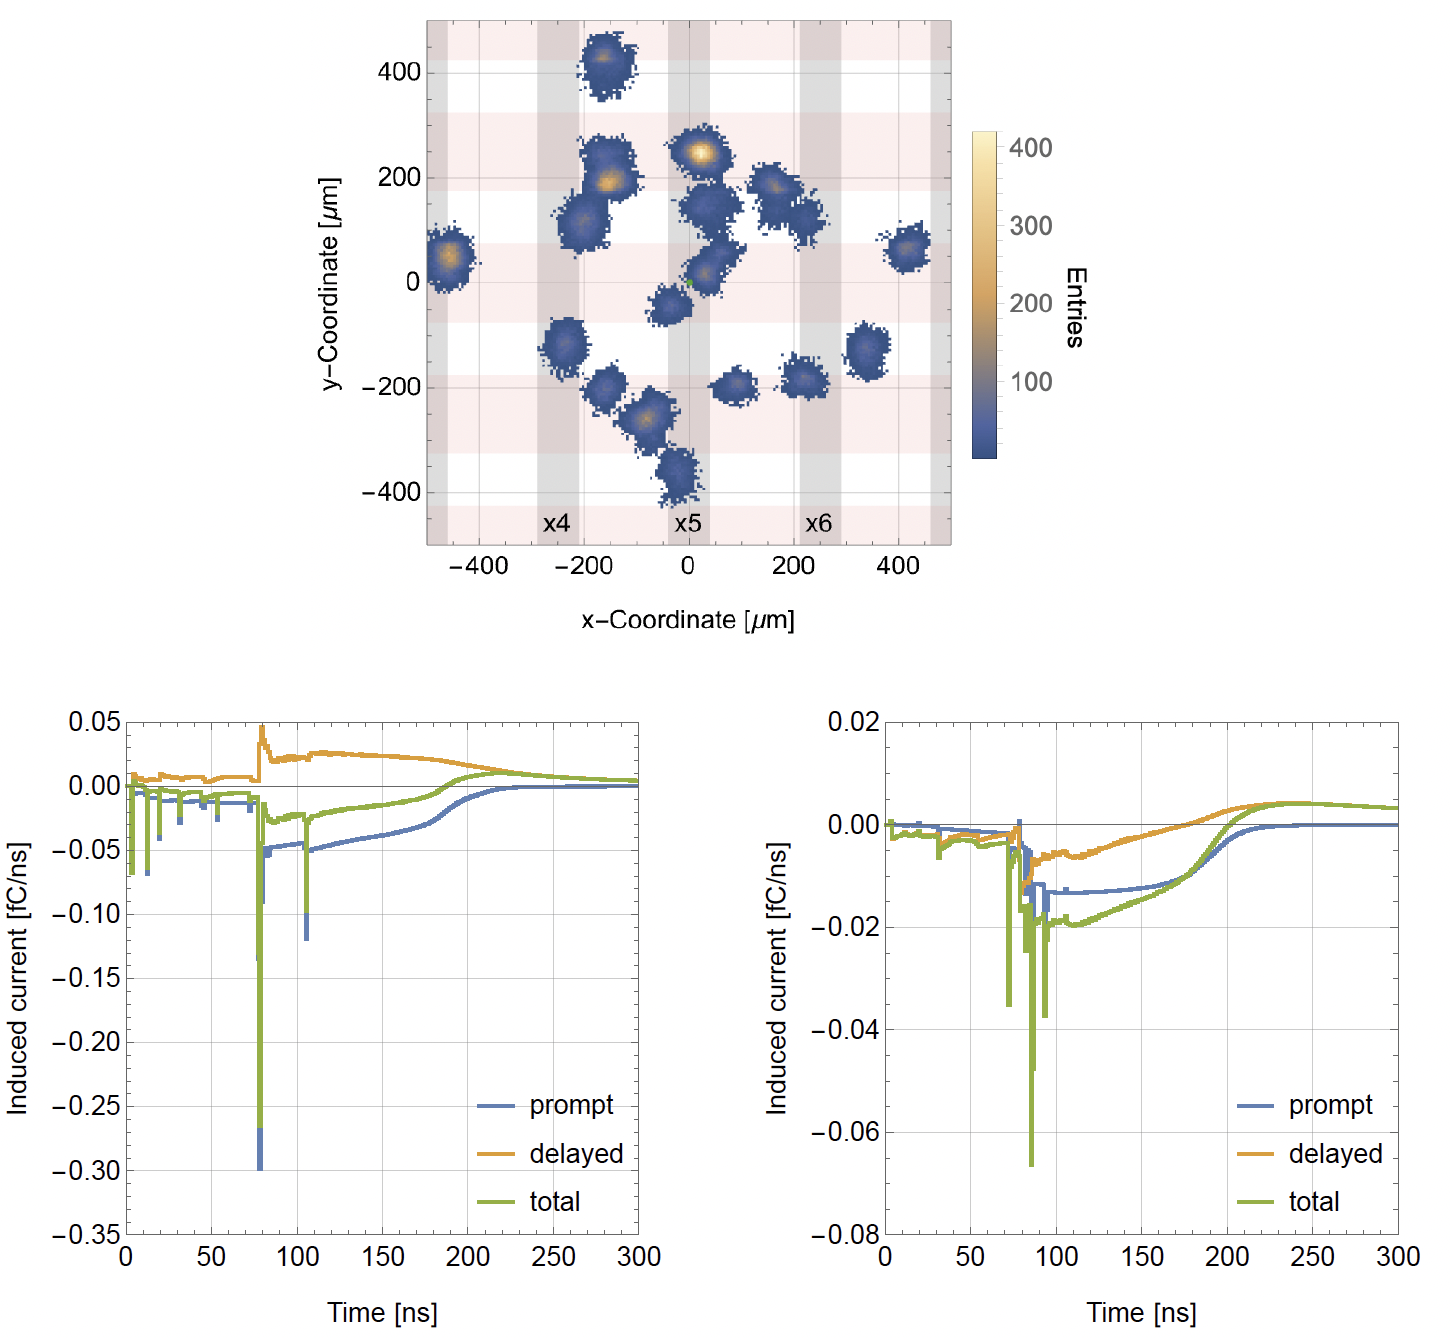 400
200
0
−200
−400
y−Coordinate [μm]
x4 x5 x6
−400 −200 0 200 400
x−Coordinate [μm]
400
300
200
100
Entries
0.05
0.00
−0.05
−0.10
−0.15
−0.20
−0.25
−0.30
−0.35
Induced current [fC/ns]
prompt
delayed
total
0 50 100 150 200 250 300
Time [ns]
0.02
0.00
−0.02
−0.04
−0.06
−0.08
Induced current [fC/ns]
prompt
delayed
total
0 50 100 150 200 250 300
Time [ns]